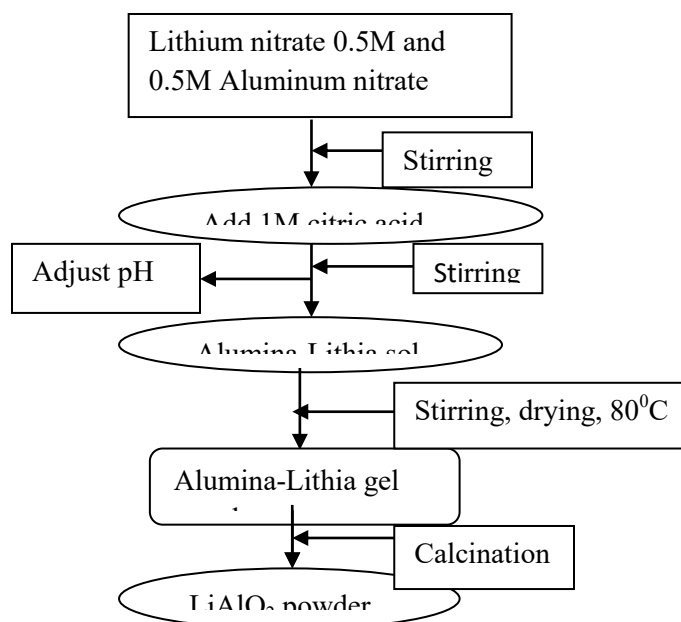 Lithium nitrate 0.5M and
0.5M Aluminum nitrate
Stirring
Add 1M citric acid
Adjust pH
Stirring
Alumina-Lithia sol
Stirring, drying, 80⁰C
Alumina-Lithia gel
Calcination
LiAlO₂ powder